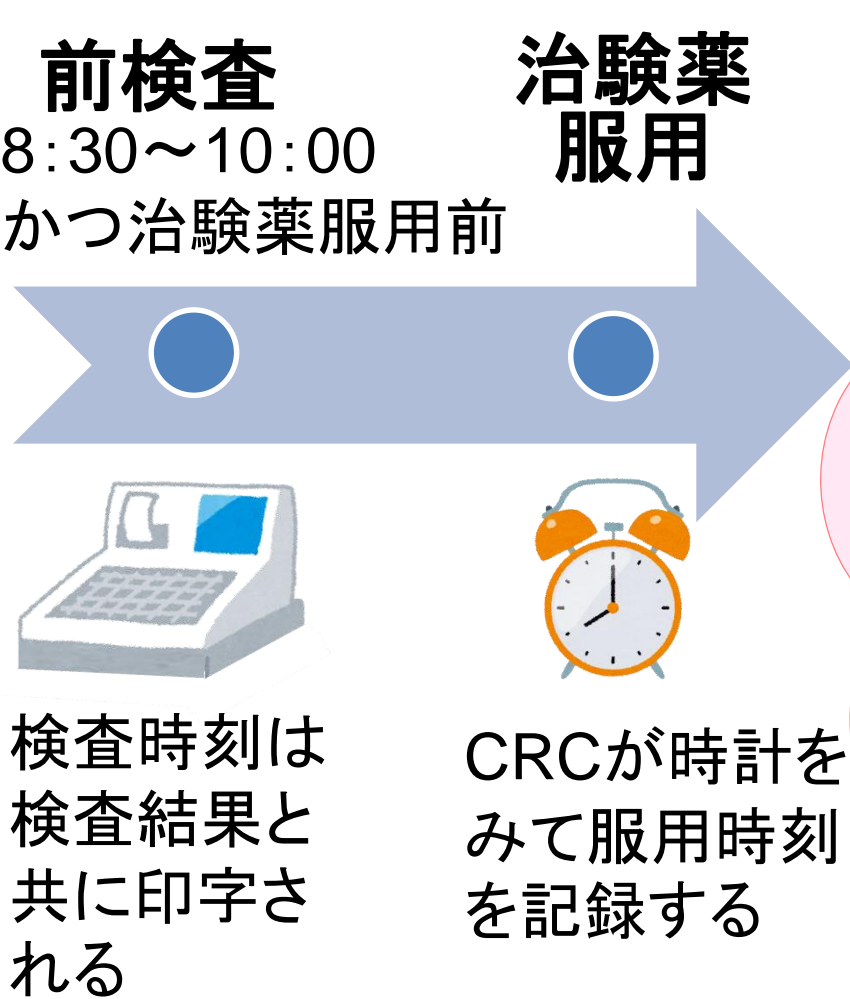 前検査
8:30～10:00
かつ治験薬服用前
治験薬
服用
検査時刻は
検査結果と
共に印字さ
れる
CRCが時計を
みて服用時刻
を記録する